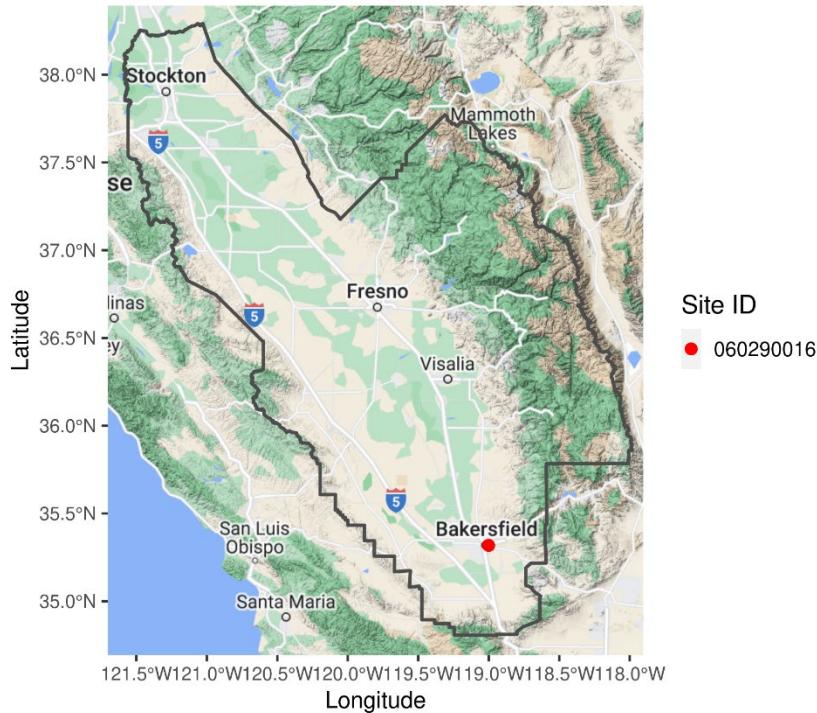 38.0°N
Stockton
Mammoth
Lakes
37.5°N
5
se
37.0°N
Fresno
5
linas
ey
36.5°N
Visalia
36.0°N
5
35.5°N
Bakersfield
San Luis
Obispo
35.0°N
Santa Maria
121.5°W121.0°W120.5°W120.0°W119.5°W119.0°W118.5°W118.0°W
Longitude
Latitude
Site ID
060290016